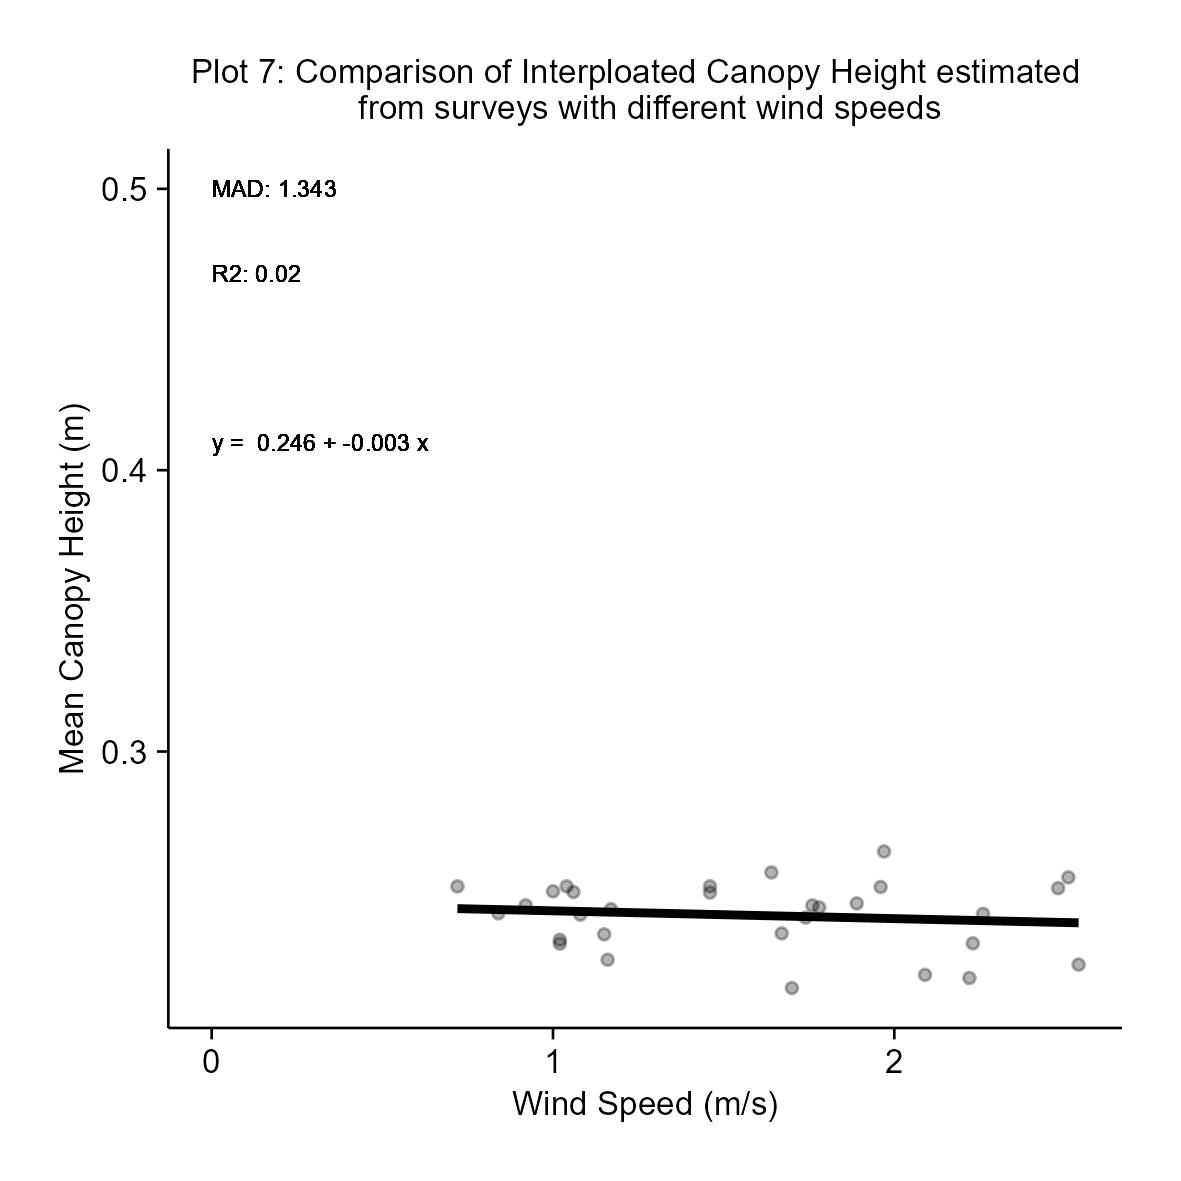 Plot 7: Comparison of Interploated Canopy Height estimated
from surveys with different wind speeds
0.5
MAD: 1.343
R2: 0.02
y =  0.246 + -0.003 x
0.4
Mean Canopy Height (m)
0.3
0
1
2
Wind Speed (m/s)